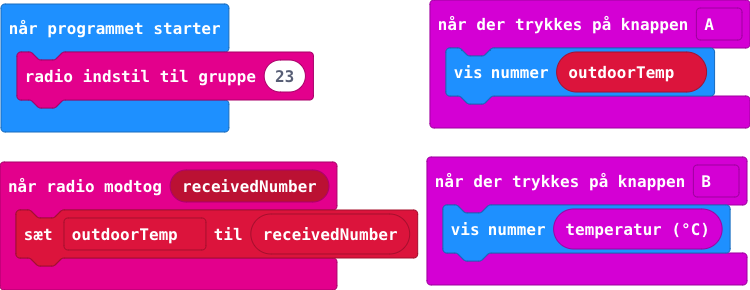 når programmet starter
radio indstil til gruppe 23
når der trykkes på knappen A
vis nummer outdoorTemp
når radio modtog receivedNumber
sæt outdoorTemp til receivedNumber
når der trykkes på knappen B
vis nummer temperatur (°C)